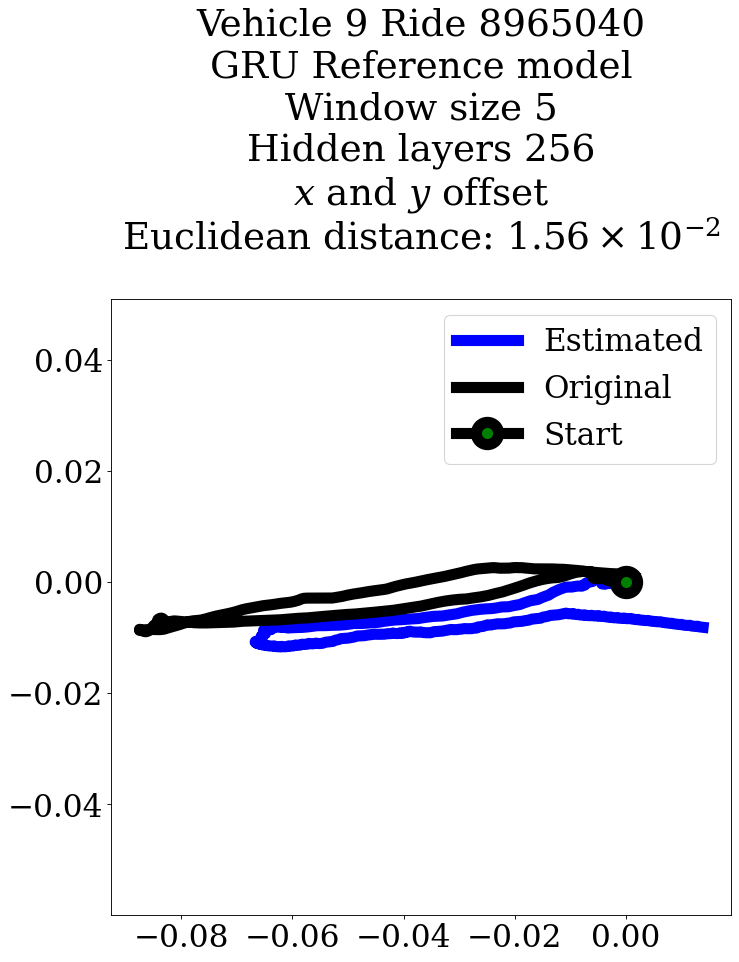 Vehicle 9 Ride 8965040
GRU Reference model
Window size 5
Hidden layers 256
x and y offset
Euclidean distance: 1.56 × 10⁻²
Estimated
Original
Start
0.04
0.02
0.00
−0.02
−0.04
−0.08 −0.06 −0.04 −0.02 0.00